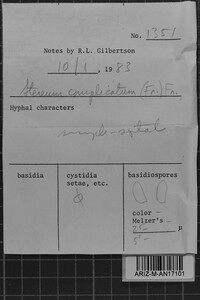 No. 1351
Notes by R.L. Gilbertson
10/1, 1983
Stereum complicatum (Fr.) Fr.
Hyphal characters
simple-septate
basidia
cystidia
setae, etc.
basidiospores
color -
Melzer's -
μ
ARIZ-M-AN17101